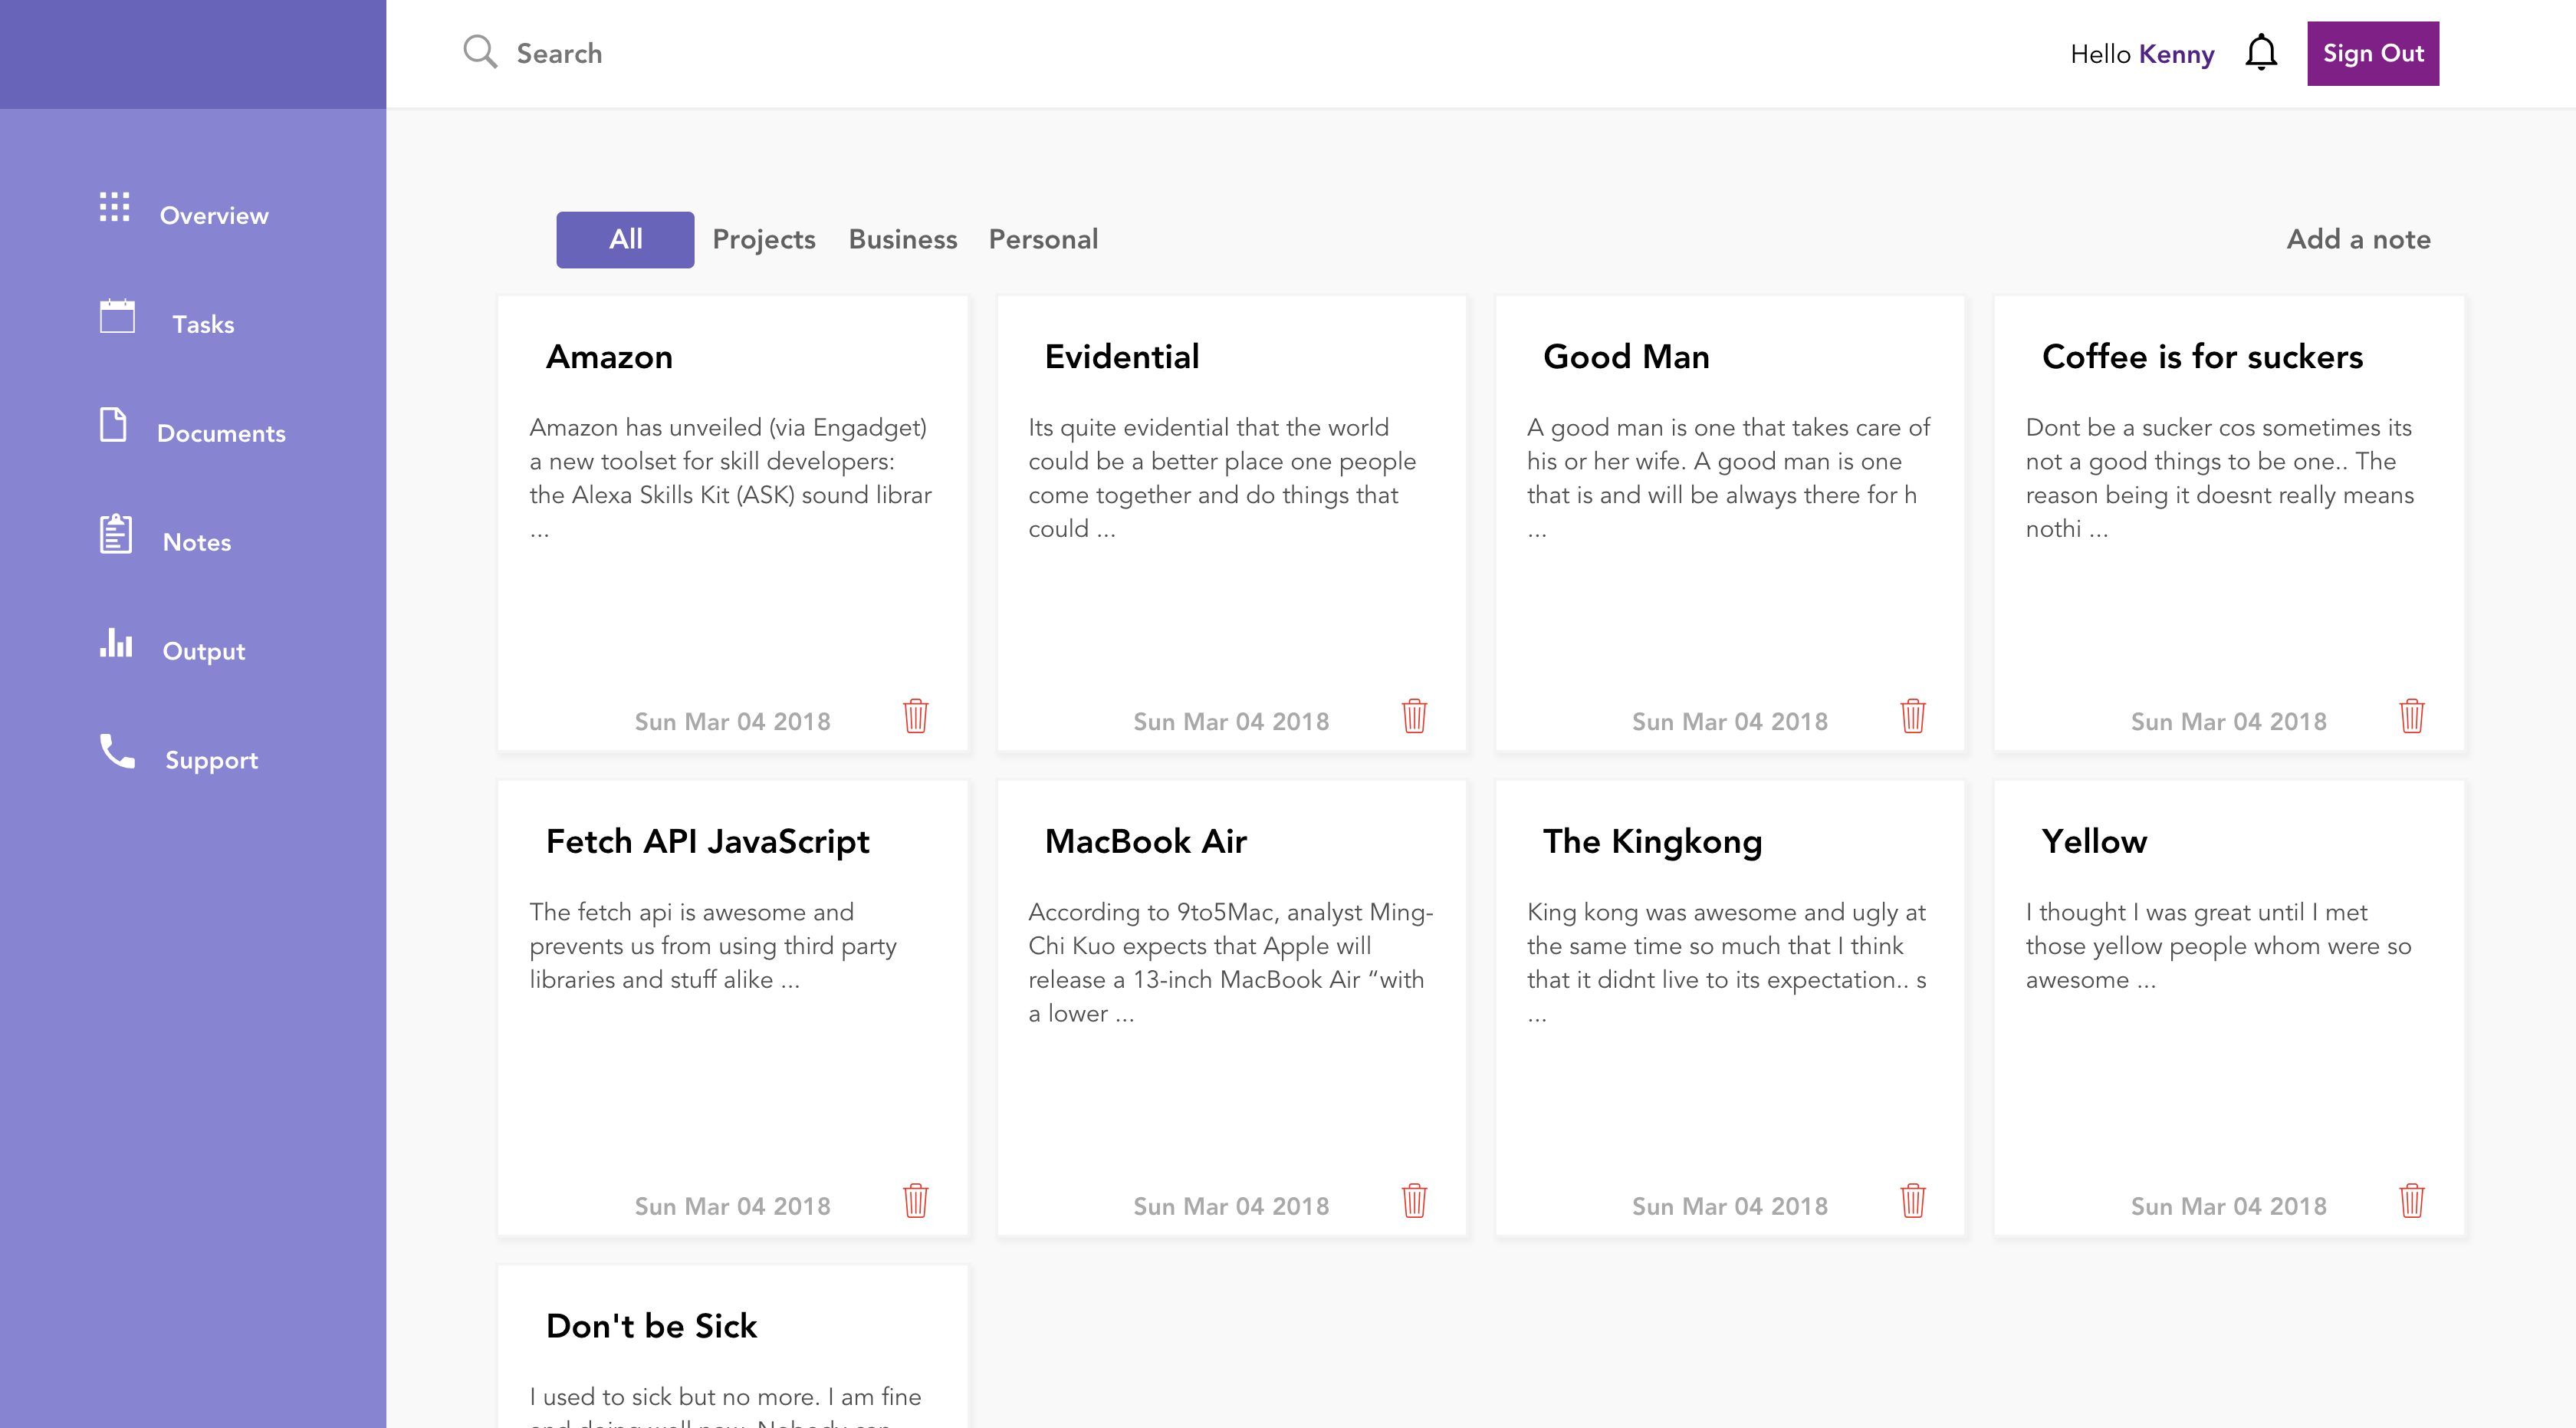 Search
Hello Kenny
Sign Out
Overview
Tasks
Documents
Notes
Output
Support
All
Projects
Business
Personal
Add a note
Amazon
Amazon has unveiled (via Engadget)
a new toolset for skill developers:
the Alexa Skills Kit (ASK) sound librar
...
Sun Mar 04 2018
Evidential
Its quite evidential that the world
could be a better place one people
come together and do things that
could ...
Sun Mar 04 2018
Good Man
A good man is one that takes care of
his or her wife. A good man is one
that is and will be always there for h
...
Sun Mar 04 2018
Coffee is for suckers
Dont be a sucker cos sometimes its
not a good things to be one.. The
reason being it doesnt really means
nothi ...
Sun Mar 04 2018
Fetch API JavaScript
The fetch api is awesome and
prevents us from using third party
libraries and stuff alike ...
Sun Mar 04 2018
MacBook Air
According to 9to5Mac, analyst Ming-
Chi Kuo expects that Apple will
release a 13-inch MacBook Air “with
a lower ...
Sun Mar 04 2018
The Kingkong
King kong was awesome and ugly at
the same time so much that I think
that it didnt live to its expectation.. s
...
Sun Mar 04 2018
Yellow
I thought I was great until I met
those yellow people whom were so
awesome ...
Sun Mar 04 2018
Don't be Sick
I used to sick but no more. I am fine
and doing well now. Nobody can